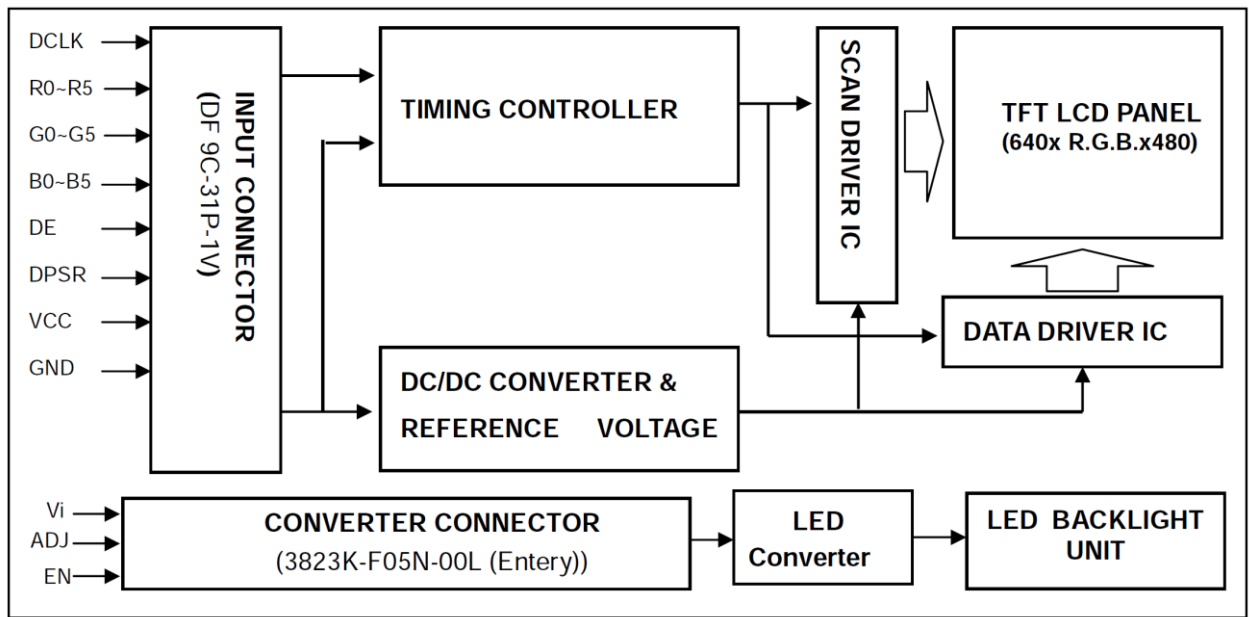 DCLK
R0~R5
G0~G5
B0~B5
DE
DPSR
VCC
GND
INPUT CONNECTOR
(DF 9C-31P-1V)
TIMING CONTROLLER
SCAN DRIVER IC
TFT LCD PANEL
(640x R.G.B.x480)
DATA DRIVER IC
DC/DC CONVERTER &
REFERENCE VOLTAGE
Vi
ADJ
EN
CONVERTER CONNECTOR
(3823K-F05N-00L (Entery))
LED
Converter
LED BACKLIGHT
UNIT